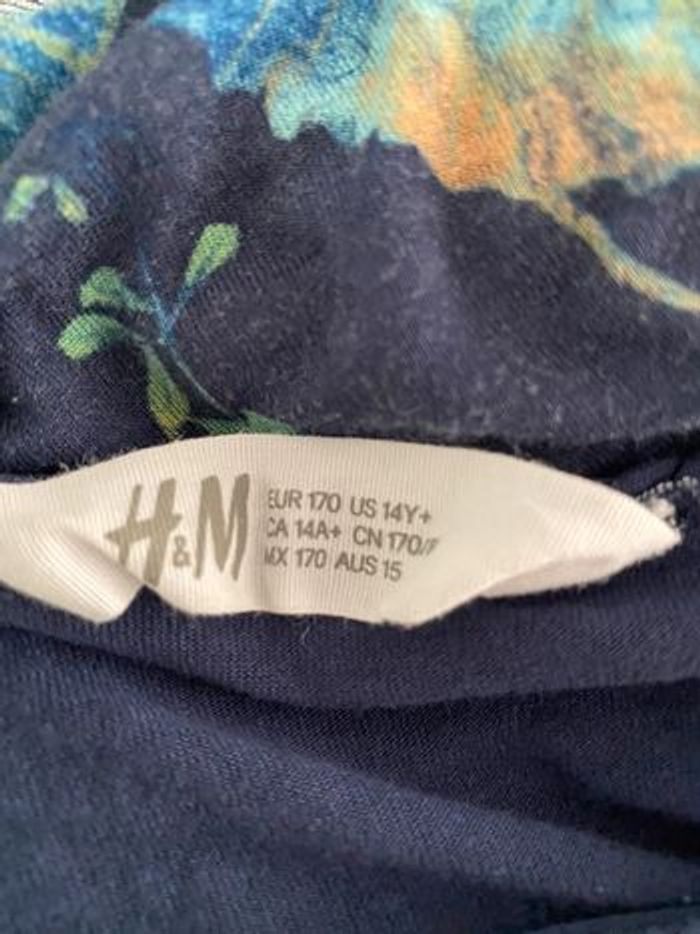 H&M
EUR 170 US 14Y+
CA 14A+ CN 170/
MX 170 AUS 15